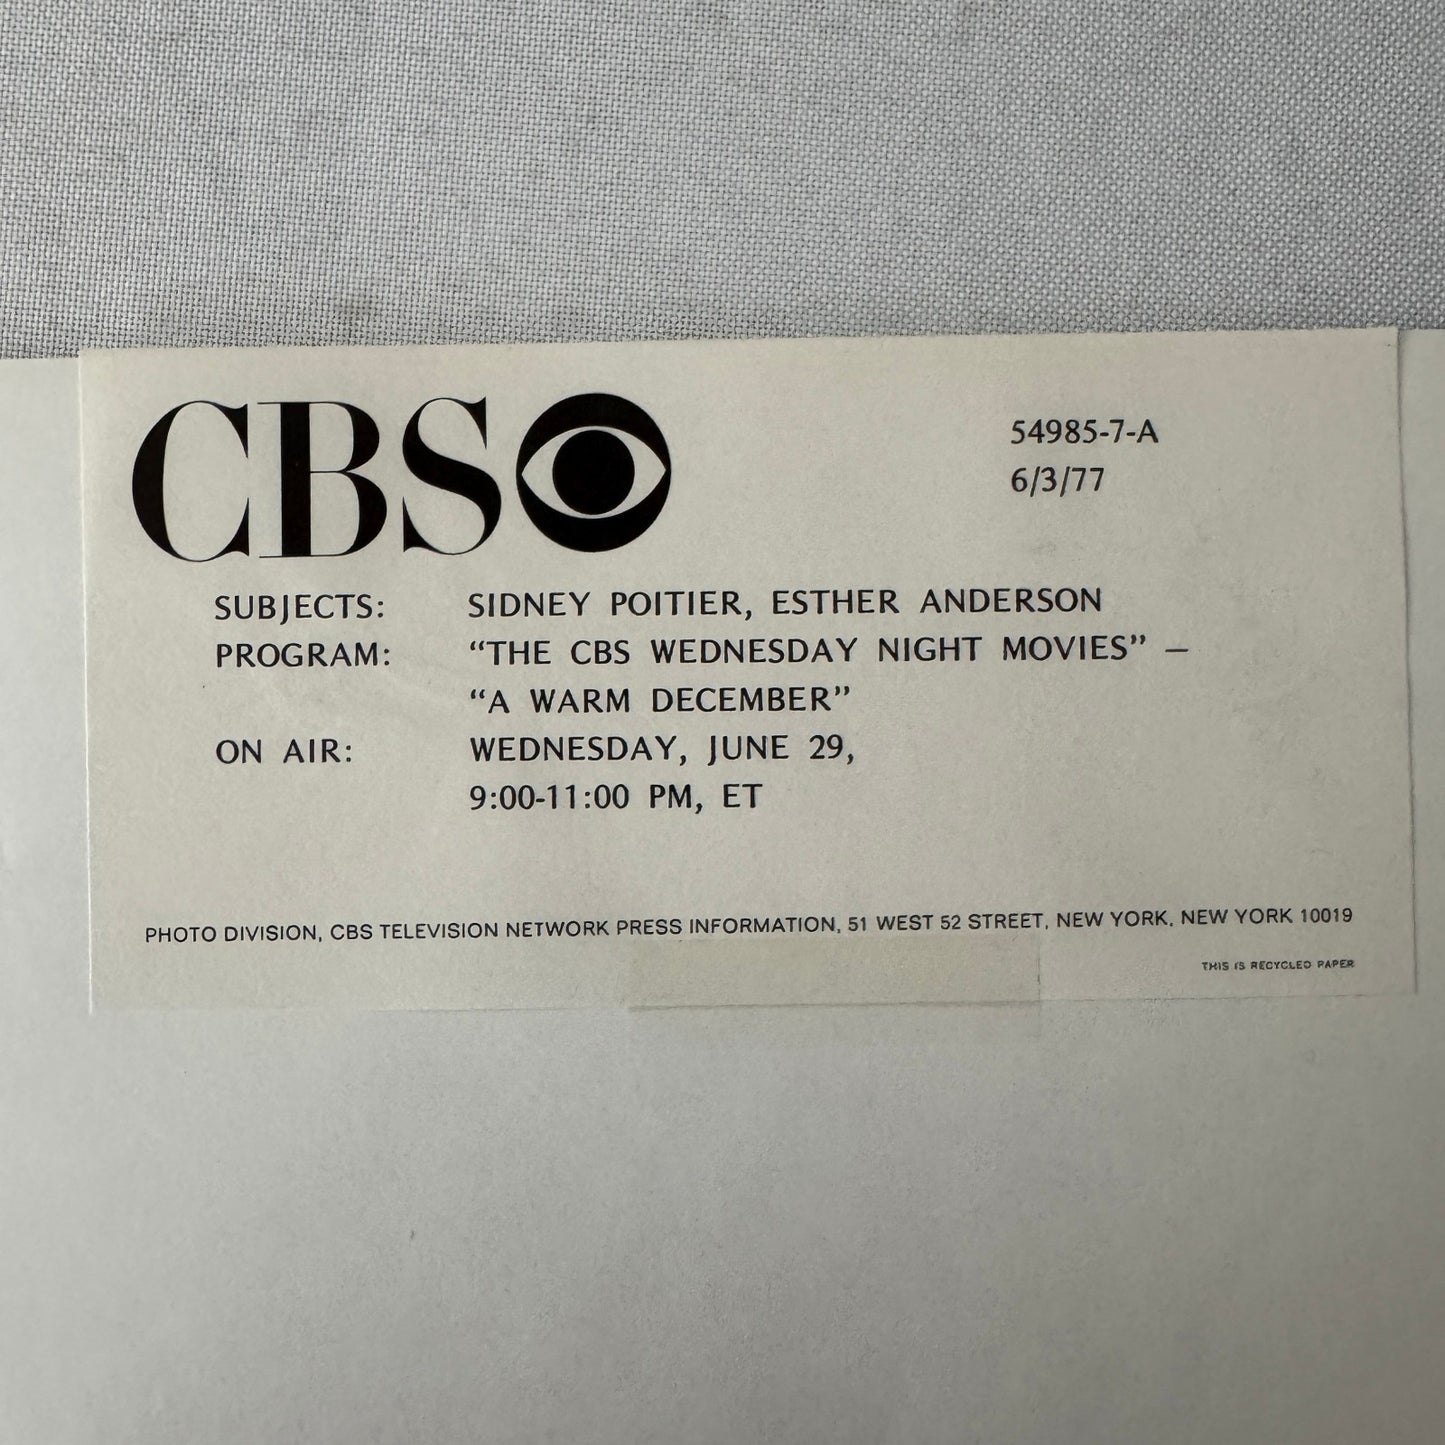 CBS
54985-7-A
6/3/77
SUBJECTS: SIDNEY POITIER, ESTHER ANDERSON
PROGRAM: “THE CBS WEDNESDAY NIGHT MOVIES” —
“A WARM DECEMBER”
ON AIR: WEDNESDAY, JUNE 29,
9:00-11:00 PM, ET
PHOTO DIVISION, CBS TELEVISION NETWORK PRESS INFORMATION, 51 WEST 52 STREET, NEW YORK, NEW YORK 10019
THIS IS RECYCLED PAPER